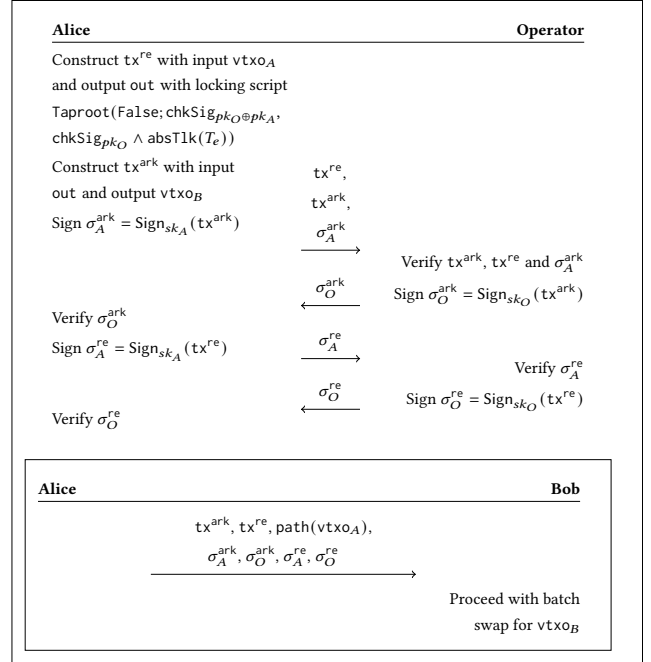 Alice Operator
Construct tx^re with input vtxo_A
and output out with locking script
Taproot(False; chkSig_{pk_O⊕pk_A},
chkSig_{pk_O} ∧ absTlk(T_e))
Construct tx^ark with input
out and output vtxo_B
tx^re,
tx^ark,
Sign σ_A^ark = Sign_{sk_A}(tx^ark)
σ_A^ark
Verify tx^ark, tx^re and σ_A^ark
σ_O^ark
Sign σ_O^ark = Sign_{sk_O}(tx^ark)
Verify σ_O^ark
Sign σ_A^re = Sign_{sk_A}(tx^re)
σ_A^re
Verify σ_A^re
σ_O^re
Sign σ_O^re = Sign_{sk_O}(tx^re)
Verify σ_O^re
Alice Bob
tx^ark, tx^re, path(vtxo_A),
σ_A^ark, σ_O^ark, σ_A^re, σ_O^re
Proceed with batch
swap for vtxo_B